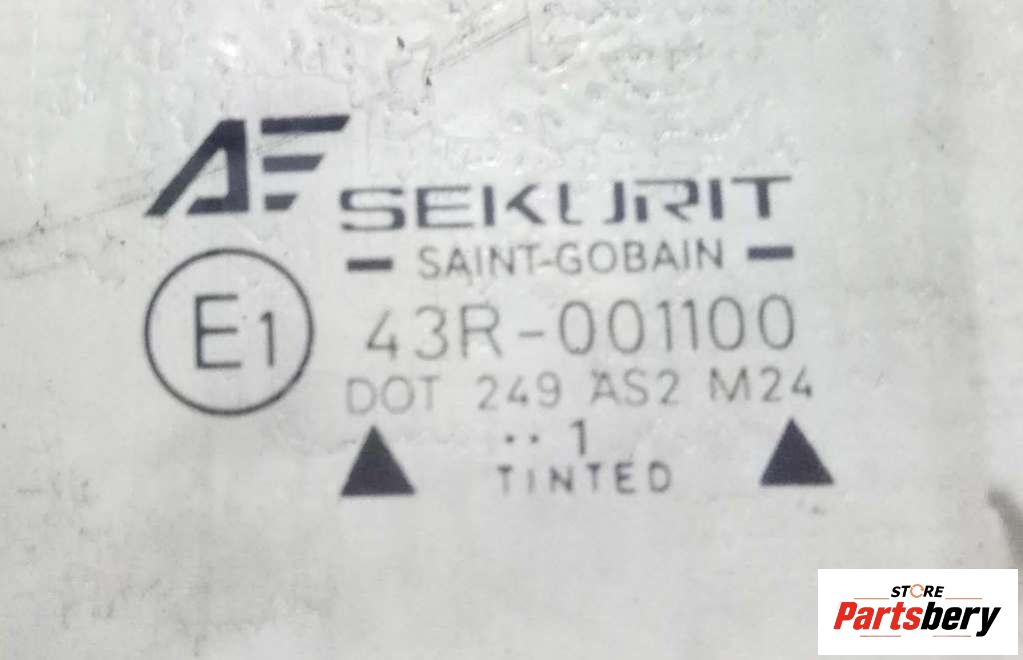 AF
SEKURIT
SAINT-GOBAIN
E1
43R-001100
DOT 249 AS2 M24
·· 1
TINTED
STORE
Partsbery